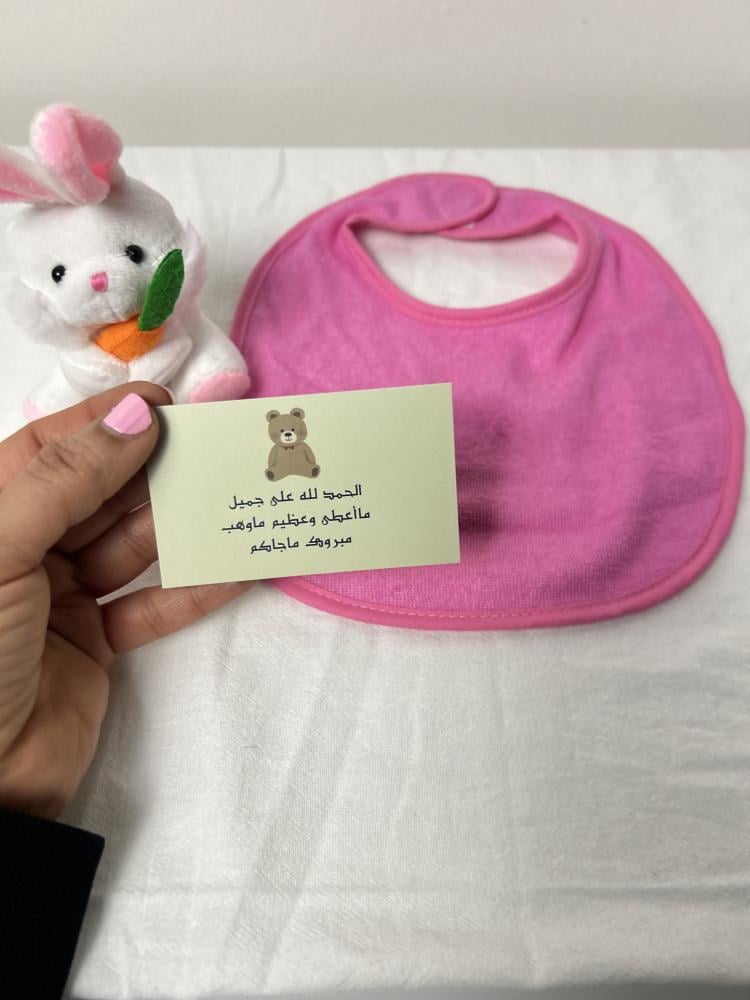 الحمد لله على جميل
ماأعطى وعظيم ماوهب
مبروك ماجاكم